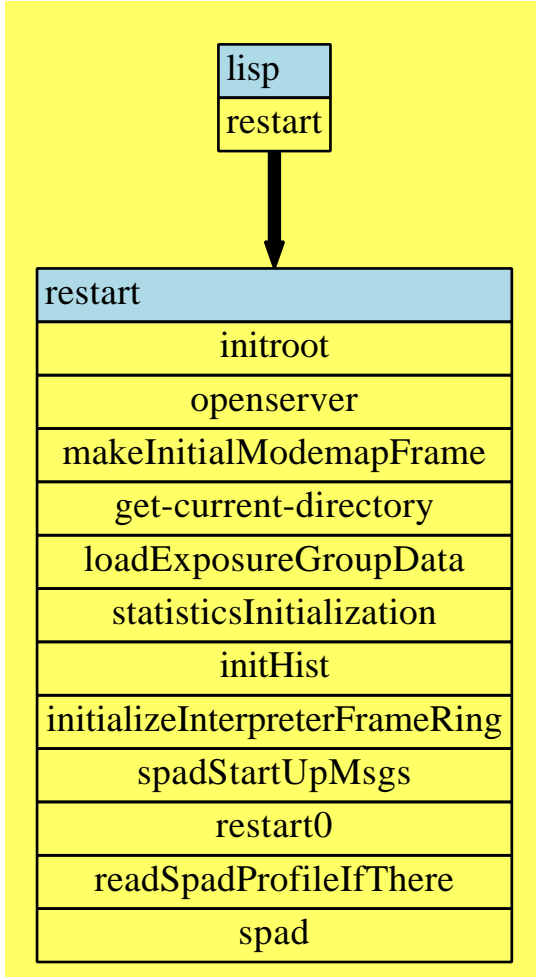 lisp
restart
restart
initroot
openserver
makeInitialModemapFrame
get-current-directory
loadExposureGroupData
statisticsInitialization
initHist
initializeInterpreterFrameRing
spadStartUpMsgs
restart0
readSpadProfileIfThere
spad